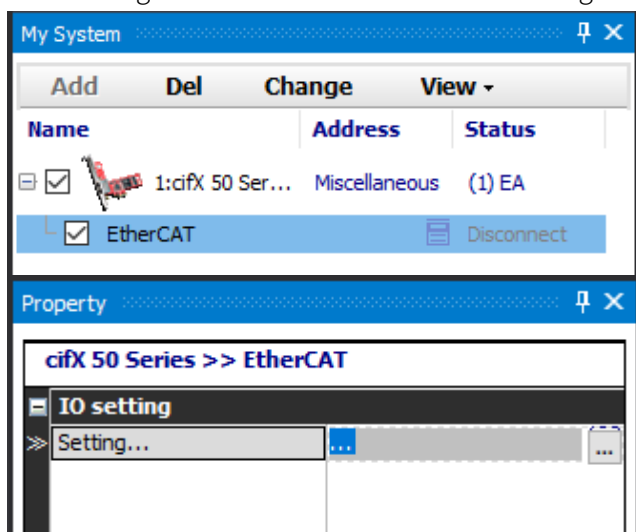 My System
Add Del Change View
Name Address Status
1:cifX 50 Ser... Miscellaneous (1) EA
EtherCAT Disconnect
Property
cifX 50 Series >> EtherCAT
IO setting
Setting... ... ...